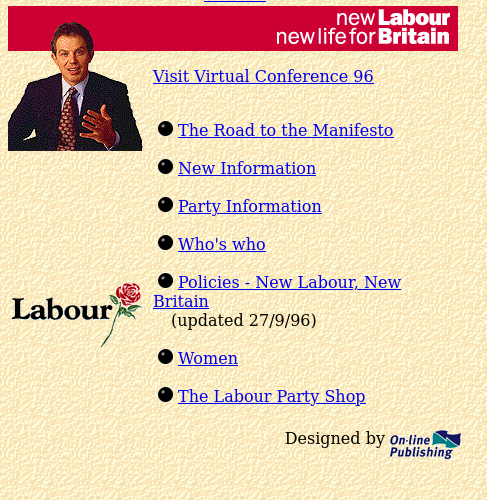 new Labour
new life for Britain
Visit Virtual Conference 96
The Road to the Manifesto
New Information
Party Information
Who's who
Policies - New Labour, New
Britain
(updated 27/9/96)
Labour
Women
The Labour Party Shop
Designed by On-line
Publishing